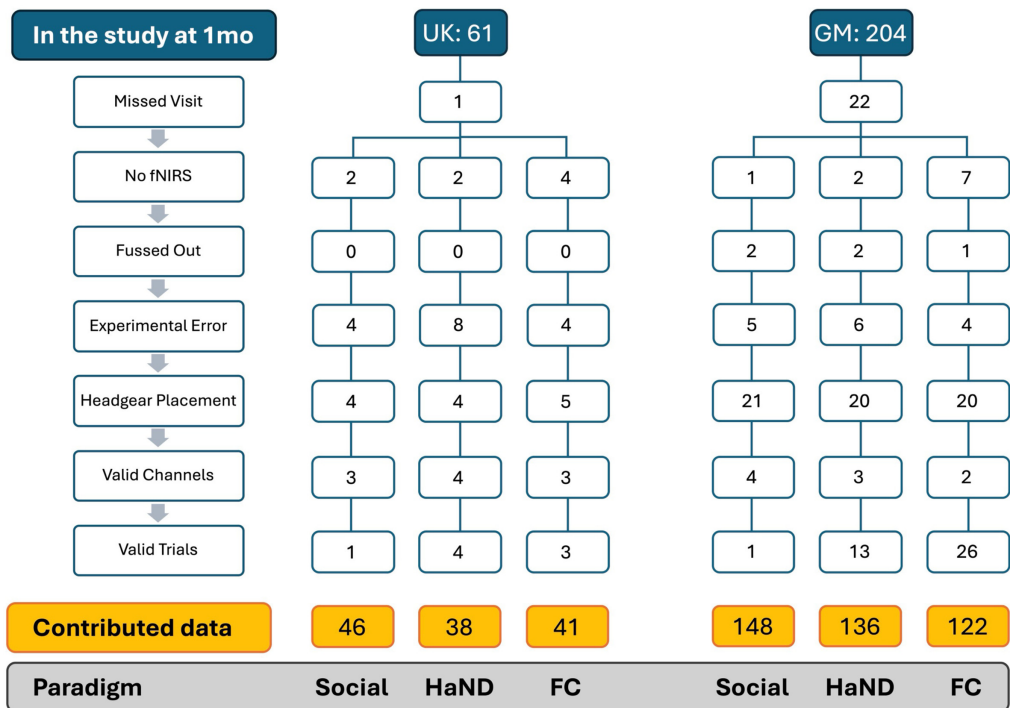 In the study at 1mo UK: 61 GM: 204
Missed Visit 1 22
No fNIRS 2 2 4 1 2 7
Fussed Out 0 0 0 2 2 1
Experimental Error 4 8 4 5 6 4
Headgear Placement 4 4 5 21 20 20
Valid Channels 3 4 3 4 3 2
Valid Trials 1 4 3 1 13 26
Contributed data 46 38 41 148 136 122
Paradigm Social HaND FC Social HaND FC